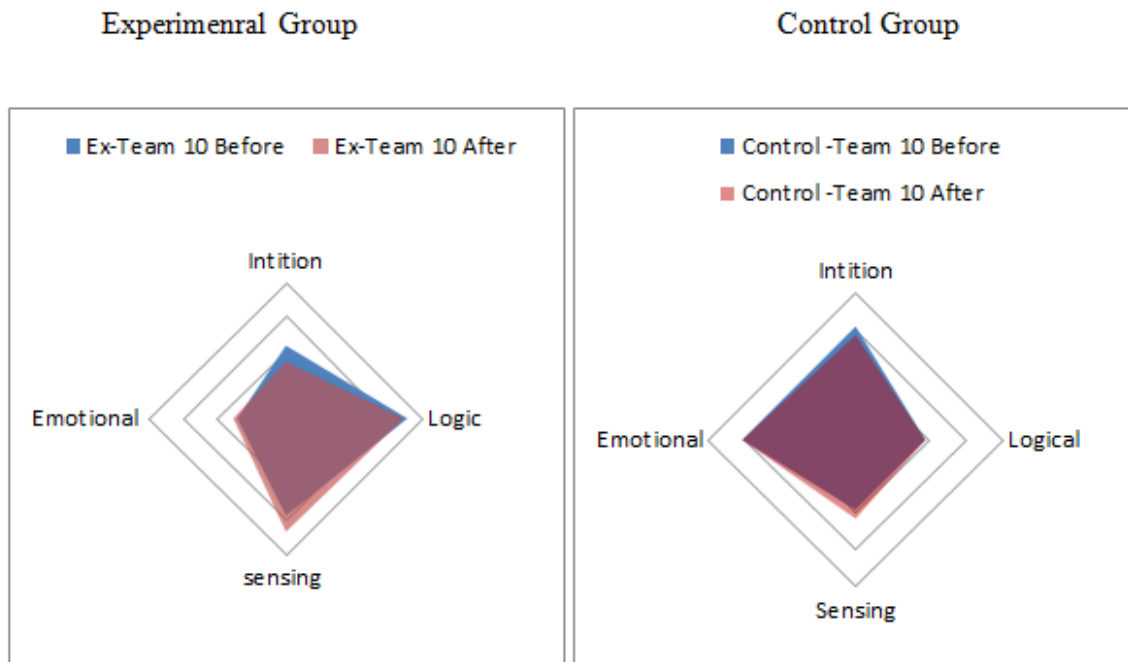 Experimenral Group
Control Group
Ex-Team 10 Before
Ex-Team 10 After
Intition
Emotional
Logic
sensing
Control -Team 10 Before
Control -Team 10 After
Intition
Emotional
Logical
Sensing